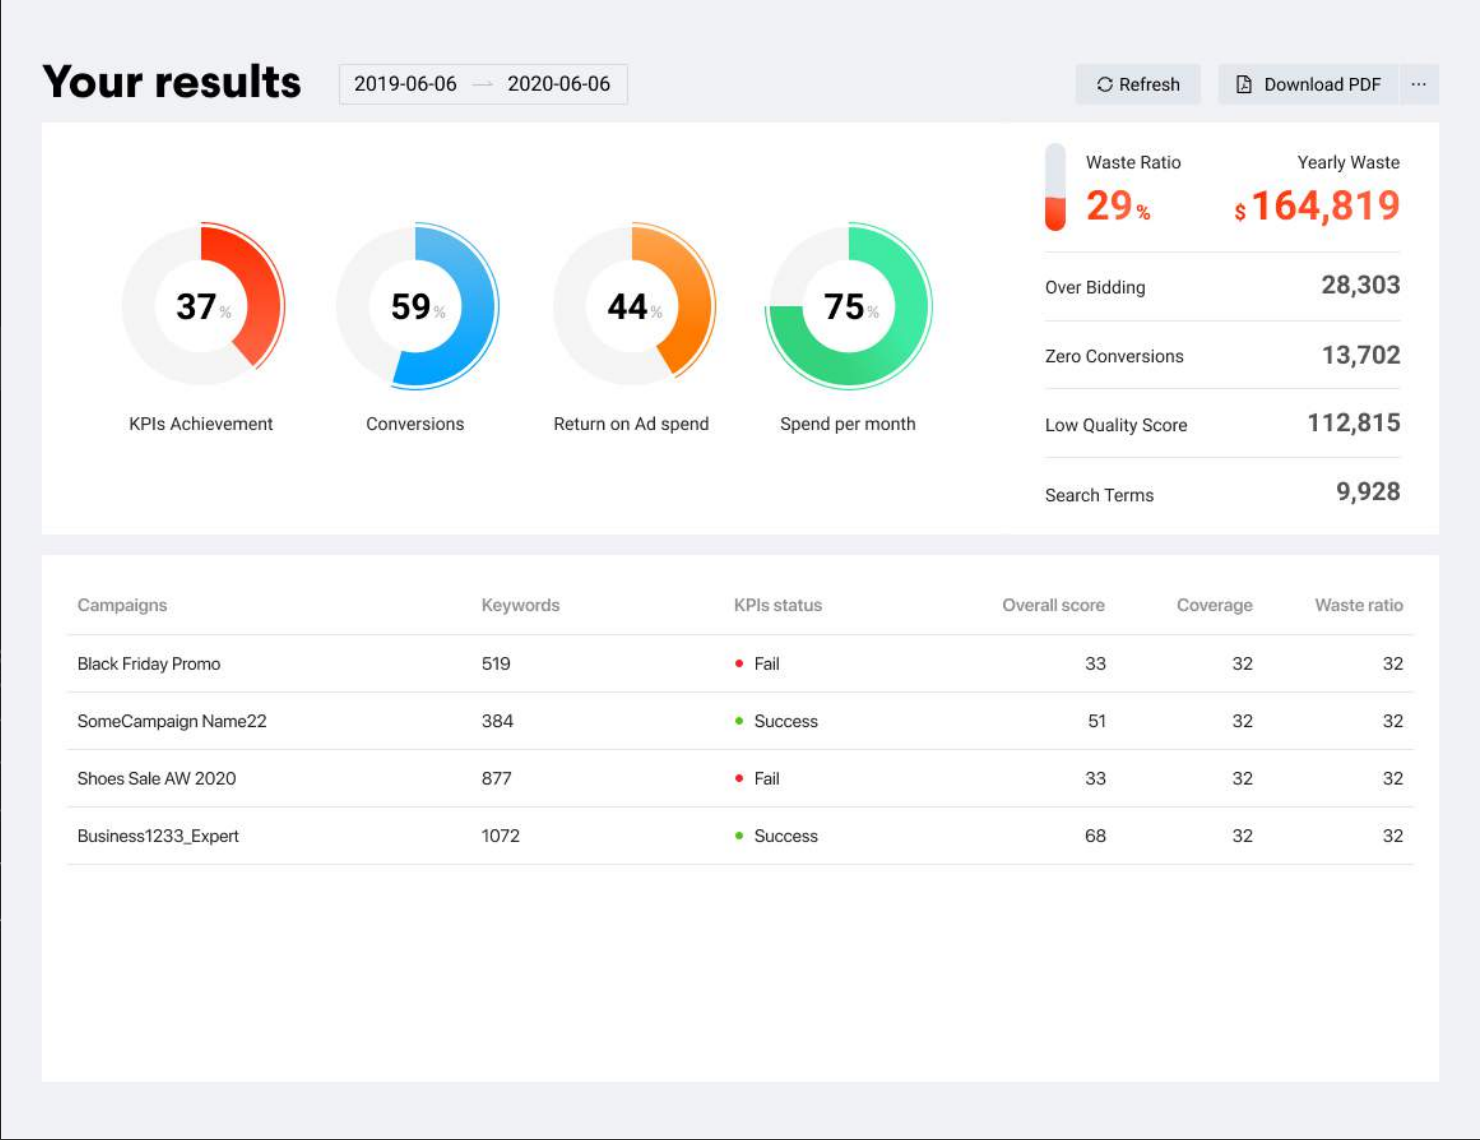 Your results
2019-06-06 → 2020-06-06
Refresh
Download PDF
...
37%
KPIs Achievement
59%
Conversions
44%
Return on Ad spend
75%
Spend per month
Waste Ratio
29%
Yearly Waste
$164,819
Over Bidding 28,303
Zero Conversions 13,702
Low Quality Score 112,815
Search Terms 9,928
Campaigns Keywords KPIs status Overall score Coverage Waste ratio
Black Friday Promo 519 Fail 33 32 32
SomeCampaign Name22 384 Success 51 32 32
Shoes Sale AW 2020 877 Fail 33 32 32
Business1233_Expert 1072 Success 68 32 32